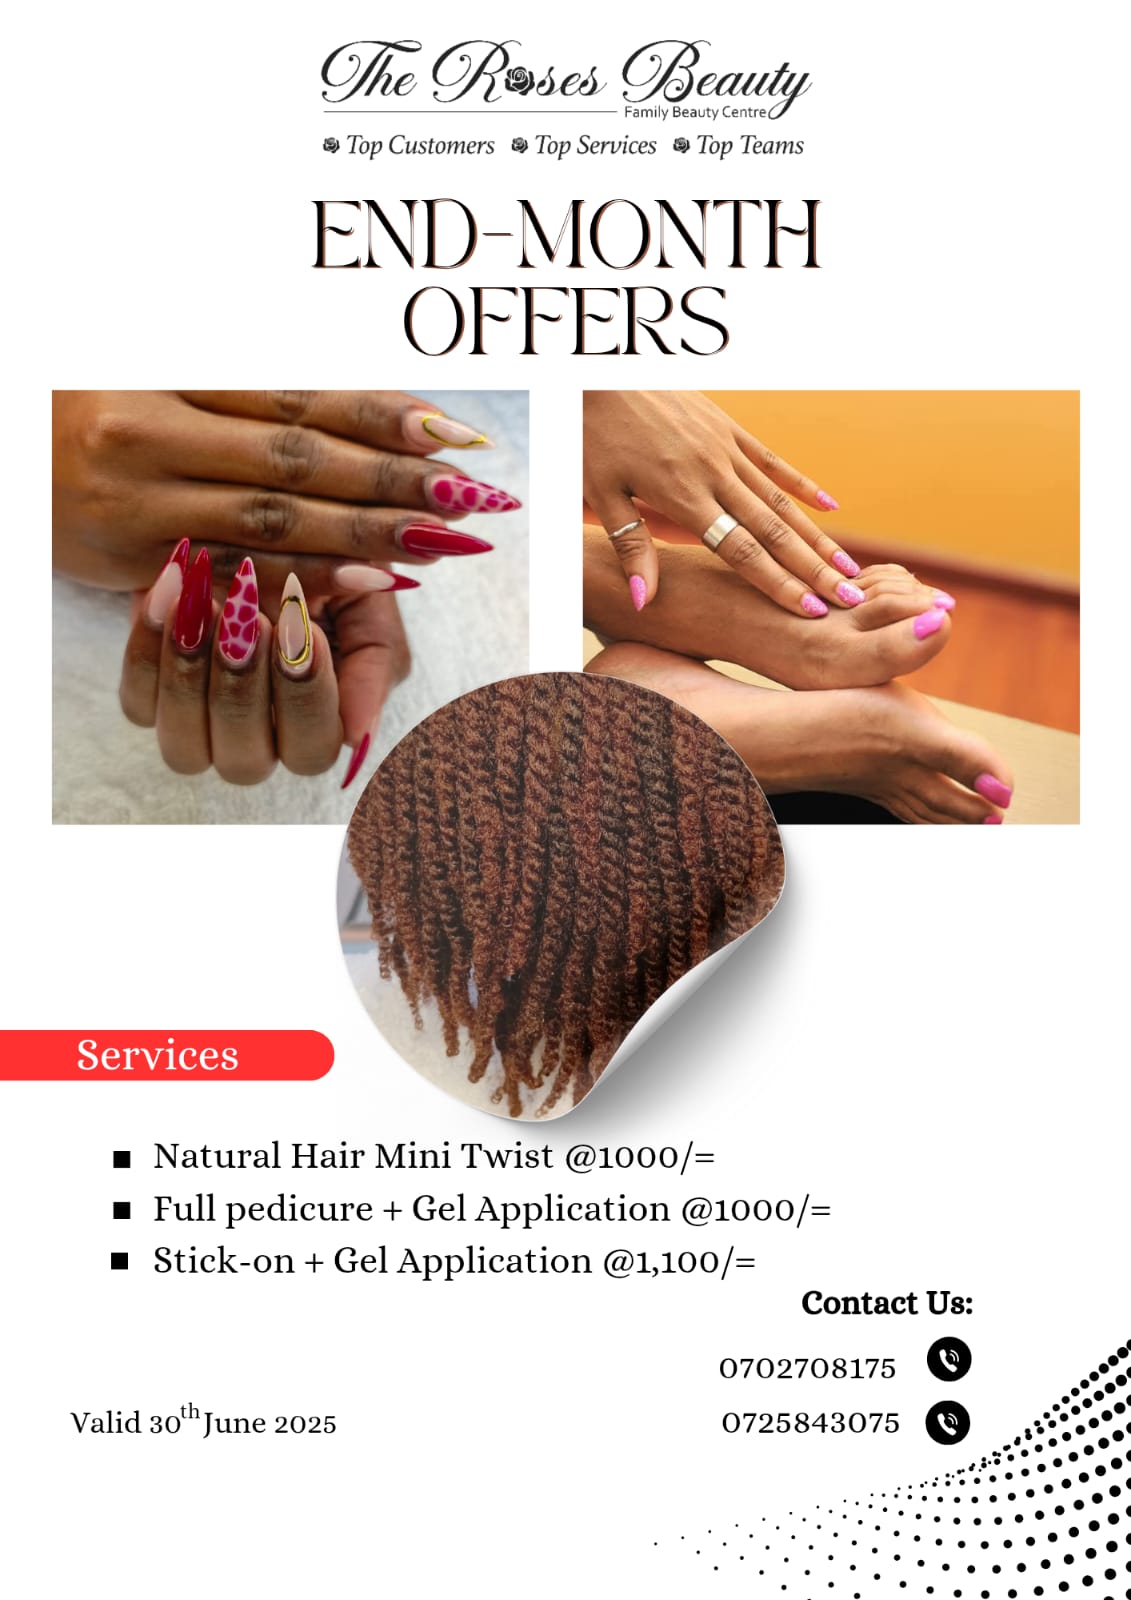 The Roses Beauty
Family Beauty Centre
Top Customers Top Services Top Teams
END-MONTH
OFFERS
Services
■ Natural Hair Mini Twist @1000/=
■ Full pedicure + Gel Application @1000/=
■ Stick-on + Gel Application @1,100/=
Contact Us:
0702708175
0725843075
Valid 30th June 2025